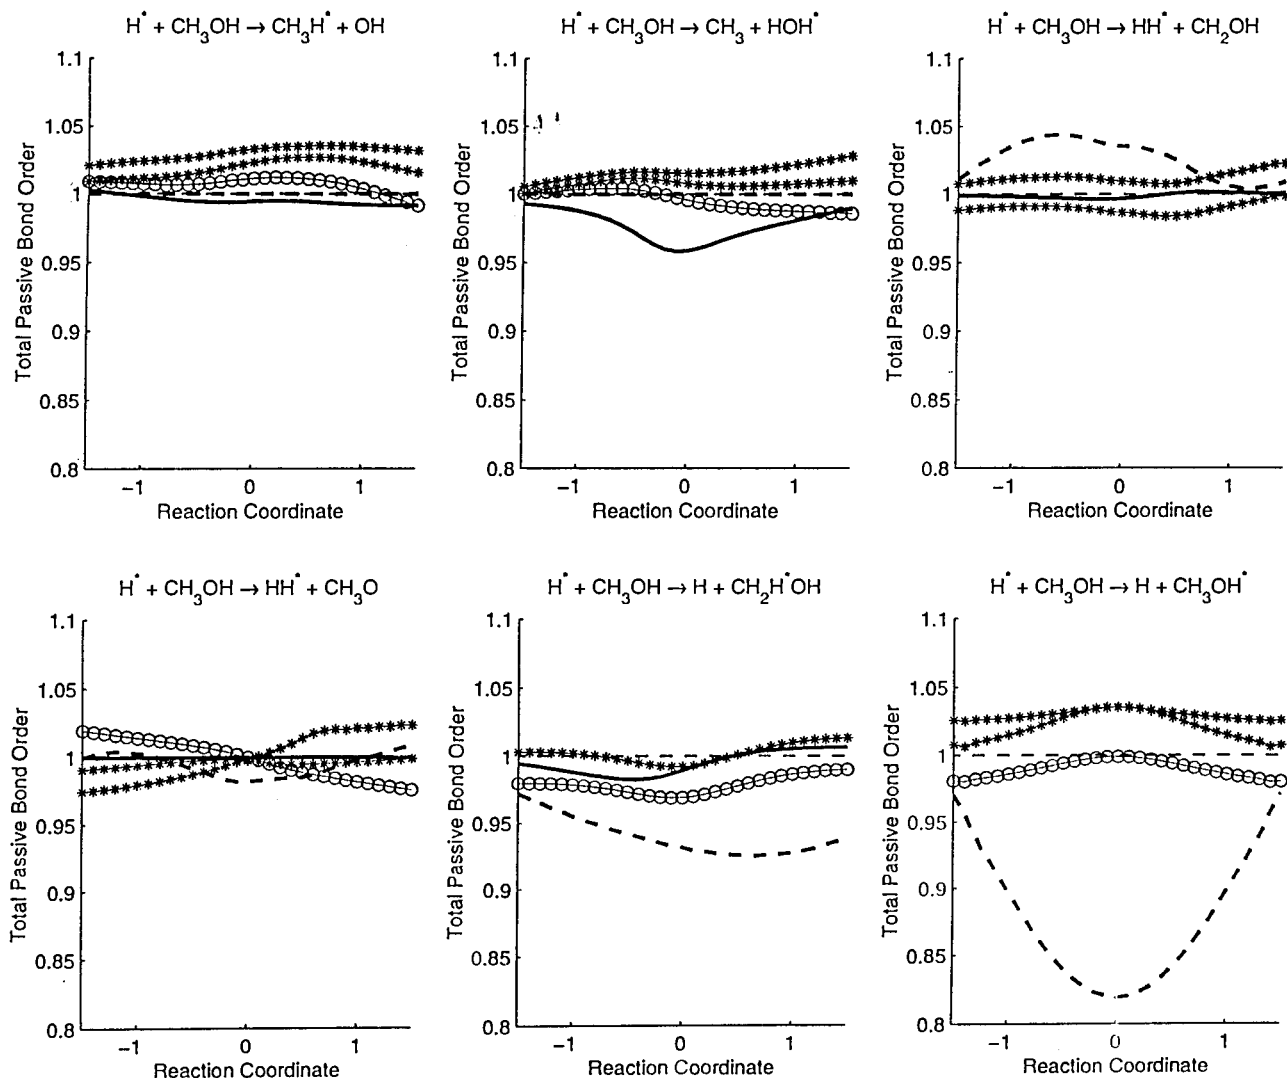 H* + CH3OH → CH3H* + OH
1.1
1.05
1
0.95
0.9
0.85
0.8
Total Passive Bond Order
−1 0 1
Reaction Coordinate
H* + CH3OH → CH3 + HOH*
1.1
1.05
1
0.95
0.9
0.85
0.8
Total Passive Bond Order
−1 0 1
Reaction Coordinate
H* + CH3OH → HH* + CH2OH
1.1
1.05
1
0.95
0.9
0.85
0.8
Total Passive Bond Order
−1 0 1
Reaction Coordinate
H* + CH3OH → HH* + CH3O
1.1
1.05
1
0.95
0.9
0.85
0.8
Total Passive Bond Order
−1 0 1
Reaction Coordinate
H* + CH3OH → H + CH2H*OH
1.1
1.05
1
0.95
0.9
0.85
0.8
Total Passive Bond Order
−1 0 1
Reaction Coordinate
H* + CH3OH → H + CH3OH*
1.1
1.05
1
0.95
0.9
0.85
0.8
Total Passive Bond Order
−1 0 1
Reaction Coordinate